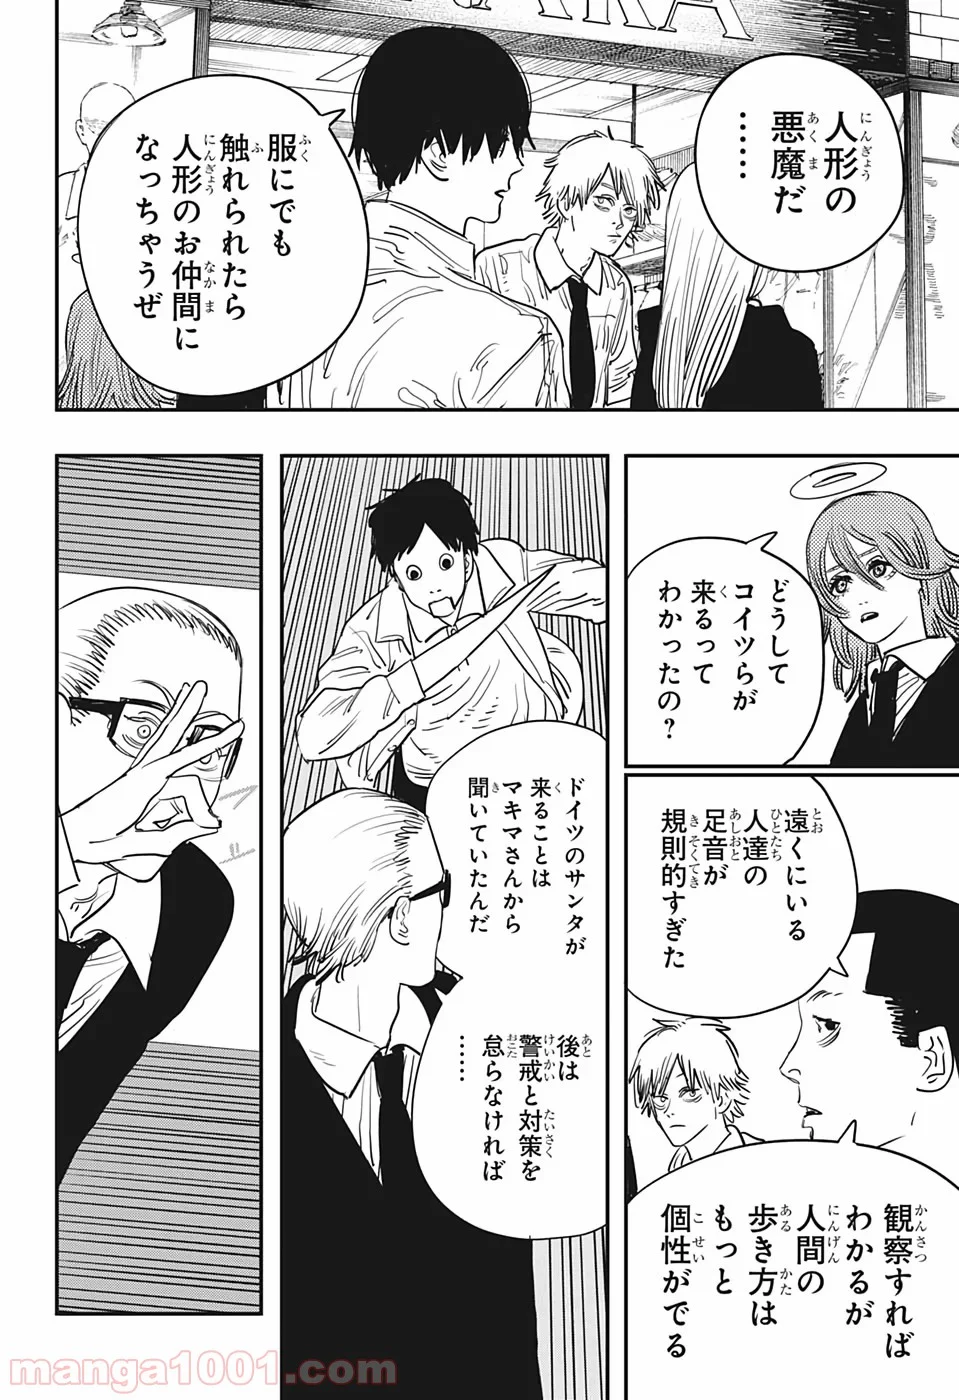 人形の
悪魔だ
……
服にでも
触れられたら
人形のお仲間に
なっちゃうぜ
どうして
コイツらが
来るって
わかったの？
遠くにいる
人達の
足音が
規則的すぎた
観察すれば
わかるが
人間の
歩き方は
もっと
個性がでる
ドイツのサンタが
来ることは
マキマさんから
聞いていたんだ
後は
警戒と対策を
怠らなければ
……
manga1001.com